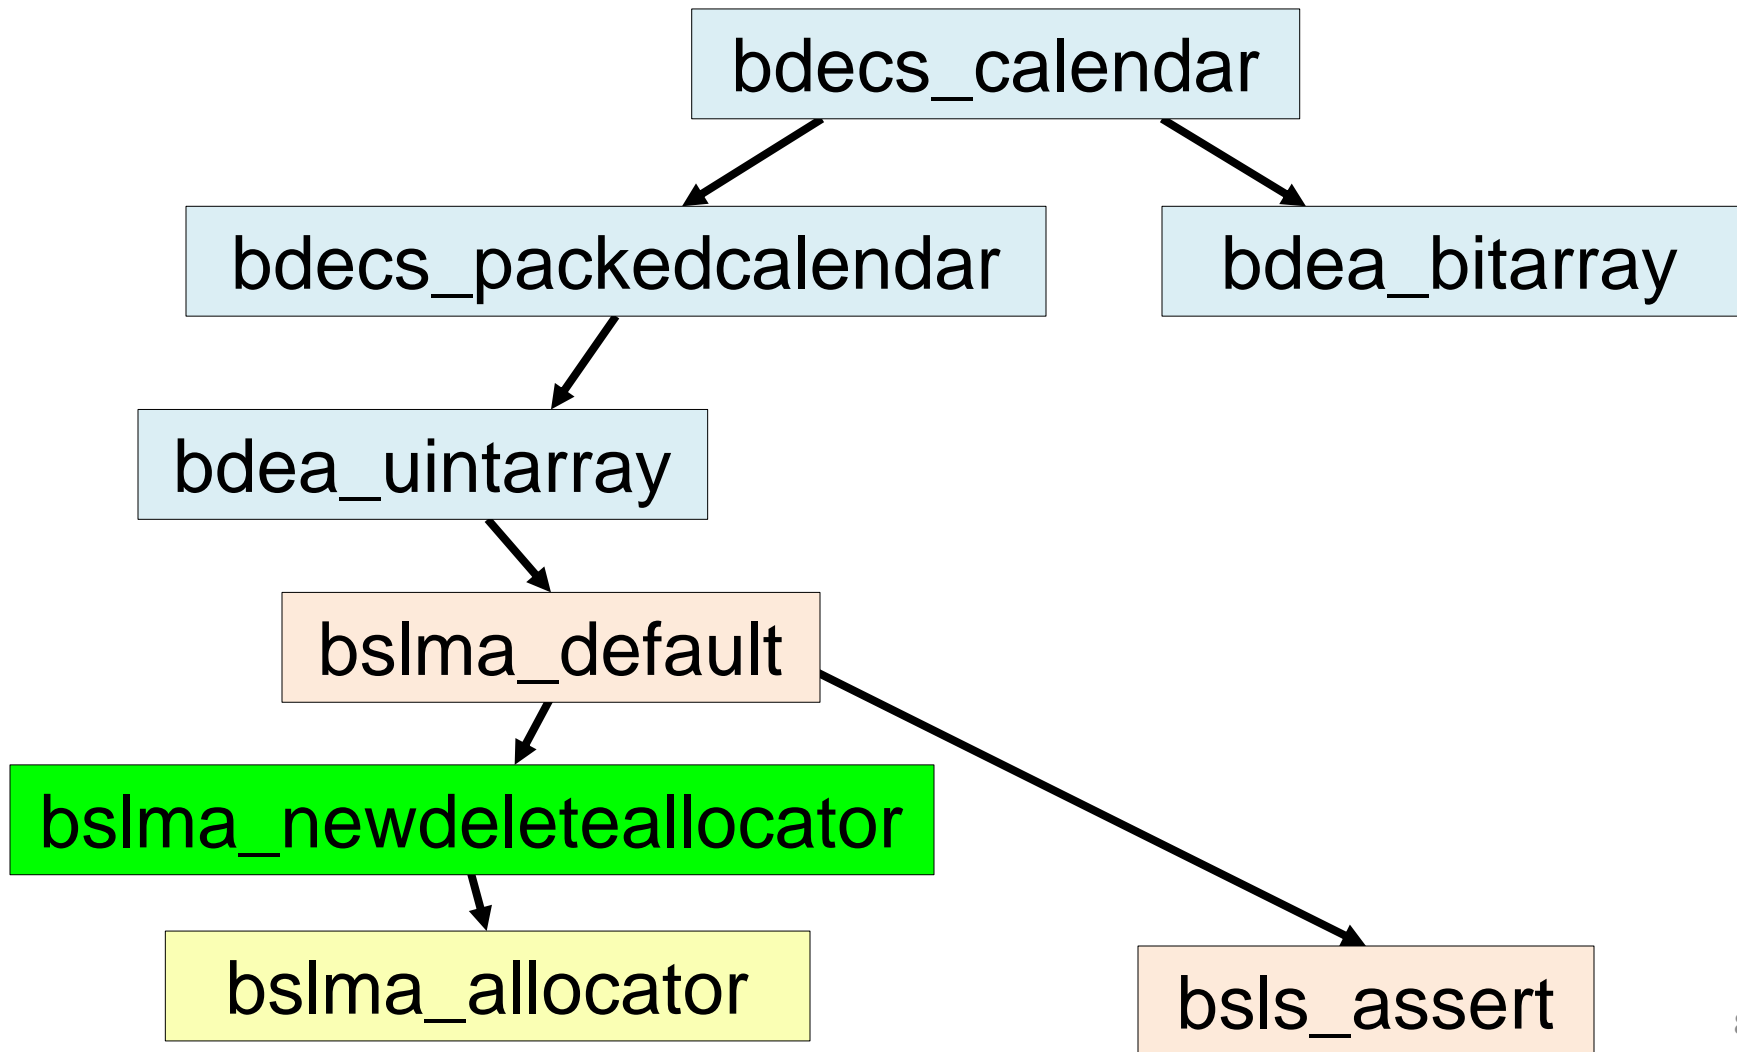 bdecs_calendar
bdecs_packedcalendar
bdea_bitarray
bdea_uintarray
bslma_default
bslma_newdeleteallocator
bslma_allocator
bsls_assert